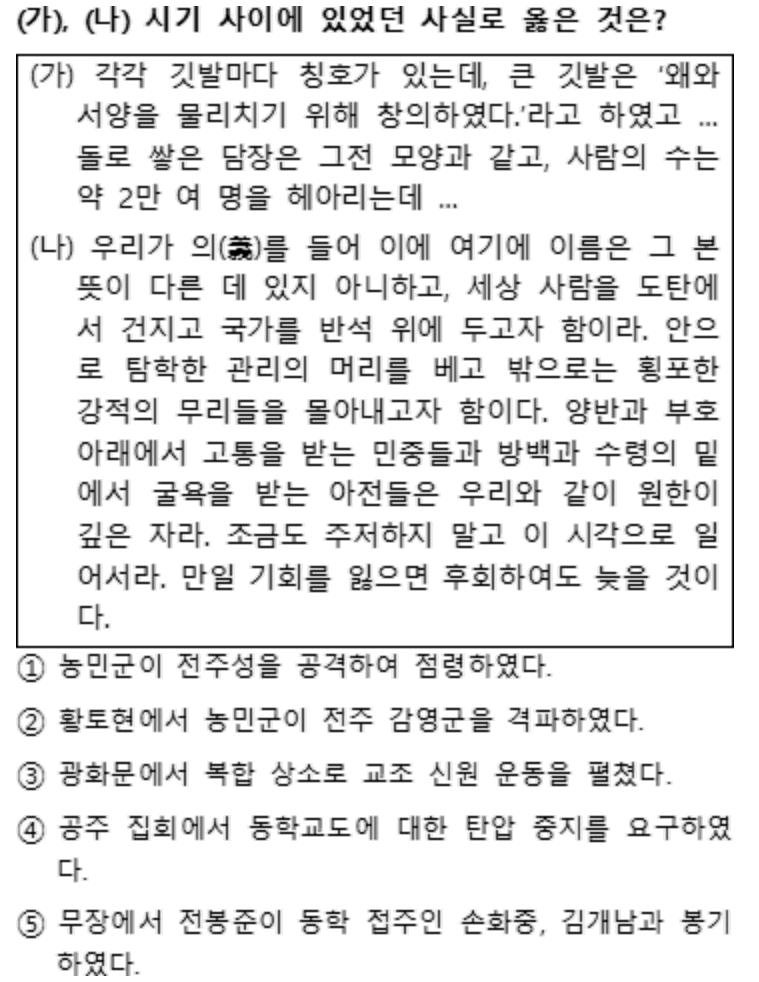 (가), (나) 시기 사이에 있었던 사실로 옳은 것은?
(가) 각각 깃발마다 칭호가 있는데, 큰 깃발은 ‘왜와
서양을 물리치기 위해 창의하였다.’라고 하였고 ...
돌로 쌓은 담장은 그전 모양과 같고, 사람의 수는
약 2만 여 명을 헤아리는데 ...
(나) 우리가 의(義)를 들어 이에 여기에 이름은 그 본
뜻이 다른 데 있지 아니하고, 세상 사람을 도탄에
서 건지고 국가를 반석 위에 두고자 함이라. 안으
로 탐학한 관리의 머리를 베고 밖으로는 횡포한
강적의 무리들을 몰아내고자 함이다. 양반과 부호
아래에서 고통을 받는 민중들과 방백과 수령의 밑
에서 굴욕을 받는 아전들은 우리와 같이 원한이
깊은 자라. 조금도 주저하지 말고 이 시각으로 일
어서라. 만일 기회를 잃으면 후회하여도 늦을 것이
다.
① 농민군이 전주성을 공격하여 점령하였다.
② 황토현에서 농민군이 전주 감영군을 격파하였다.
③ 광화문에서 복합 상소로 교조 신원 운동을 펼쳤다.
④ 공주 집회에서 동학교도에 대한 탄압 중지를 요구하였
다.
⑤ 무장에서 전봉준이 동학 접주인 손화중, 김개남과 봉기
하였다.